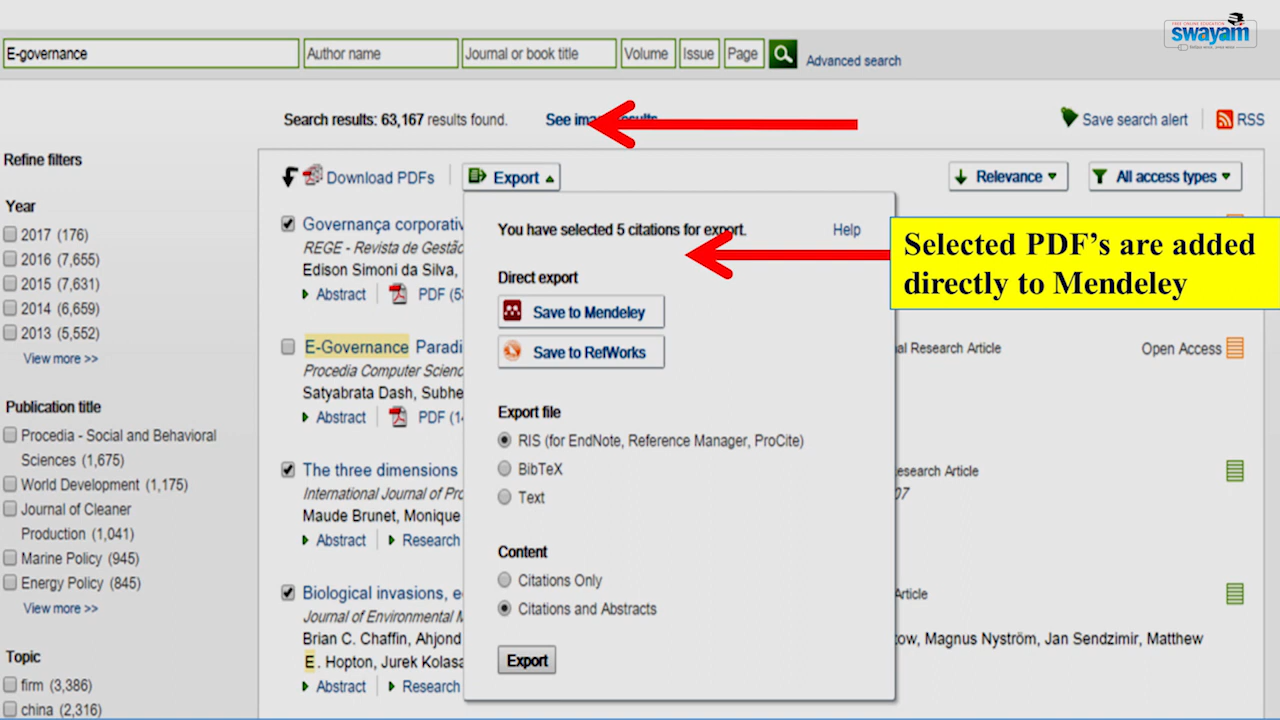 FREE ONLINE EDUCATION
swayam
E-governance
Author name
Journal or book title
Volume
Issue
Page
Advanced search
Search results: 63,167 results found.
See image results
Save search alert
RSS
Refine filters
Year
2017 (176)
2016 (7,655)
2015 (7,631)
2014 (6,659)
2013 (5,552)
View more >>
Publication title
Procedia - Social and Behavioral
Sciences (1,675)
World Development (1,175)
Journal of Cleaner
Production (1,041)
Marine Policy (945)
Energy Policy (845)
View more >>
Topic
firm (3,386)
china (2,316)
Download PDFs
Export
Relevance
All access types
Governança corporativ
REGE - Revista de Gestão
Edison Simoni da Silva,
Abstract
PDF (5
E-Governance Paradi
Procedia Computer Scienc
Satyabrata Dash, Subhe
Abstract
PDF (14
The three dimensions
International Journal of Pro
Maude Brunet, Monique
Abstract
Research
Biological invasions, e
Journal of Environmental M
Brian C. Chaffin, Ahjond
E. Hopton, Jurek Kolasa
Abstract
Research
You have selected 5 citations for export.
Help
Direct export
Save to Mendeley
Save to RefWorks
Export file
RIS (for EndNote, Reference Manager, ProCite)
BibTeX
Text
Content
Citations Only
Citations and Abstracts
Export
Selected PDF's are added
directly to Mendeley
al Research Article
Open Access
esearch Article
07
Article
ow, Magnus Nyström, Jan Sendzimir, Matthew